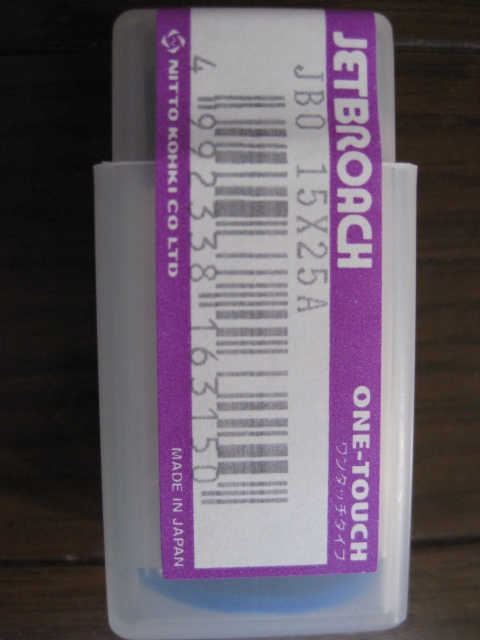 JETBROACH
ONE-TOUCH
ワンタッチタイプ
JBO 15X25A
4 992338 163150
NITTO KOHKI CO LTD
MADE IN JAPAN